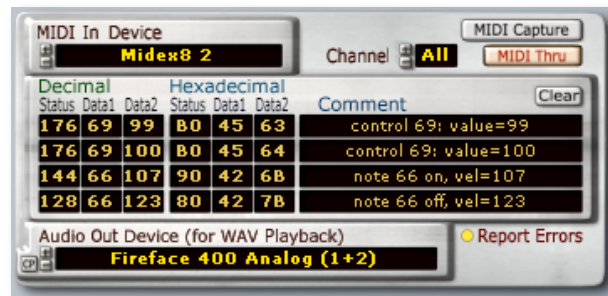 MIDI In Device
MIDI Capture
Midex8 2
Channel All
MIDI Thru
Decimal Hexadecimal
Clear
Status Data1 Data2 Status Data1 Data2 Comment
176 69 99 B0 45 63 control 69: value=99
176 69 100 B0 45 64 control 69: value=100
144 66 107 90 42 6B note 66 on, vel=107
128 66 123 80 42 7B note 66 off, vel=123
Audio Out Device (for WAV Playback)
Report Errors
CP
Fireface 400 Analog (1+2)